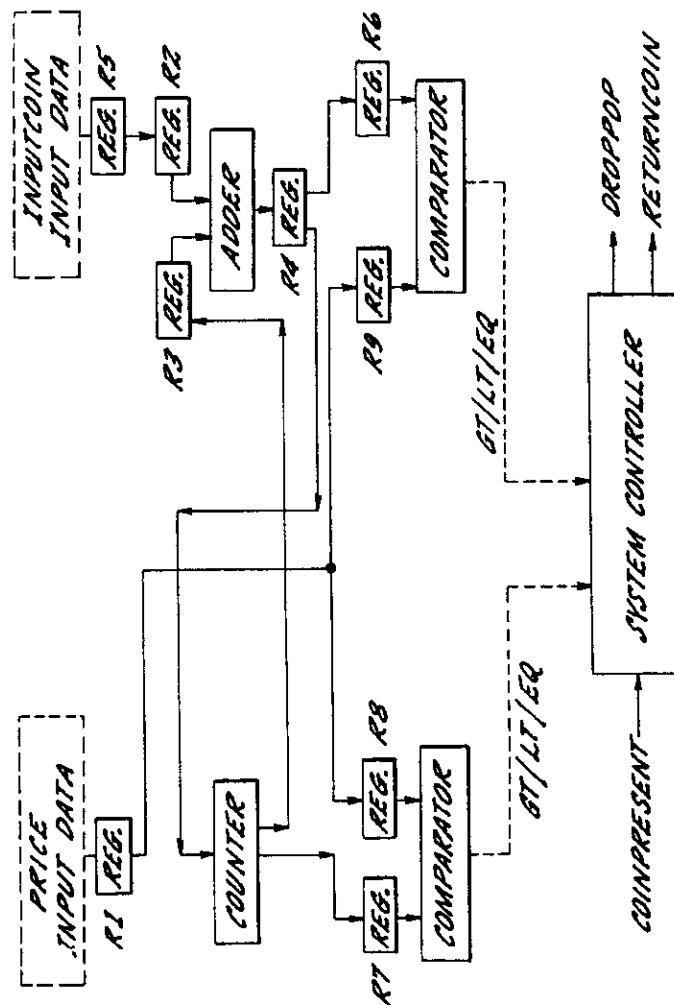 PRICE
INPUT DATA
INPUTCOIN
INPUT DATA
REG.
R1
REG.
R5
REG.
R2
R3
REG.
ADDER
COUNTER
REG.
R4
R7
REG.
REG.
R8
R9
REG.
REG.
R6
COMPARATOR
COMPARATOR
GT/LT/EQ
GT/LT/EQ
COINPRESENT
SYSTEM CONTROLLER
DROPPOP
RETURNCOIN